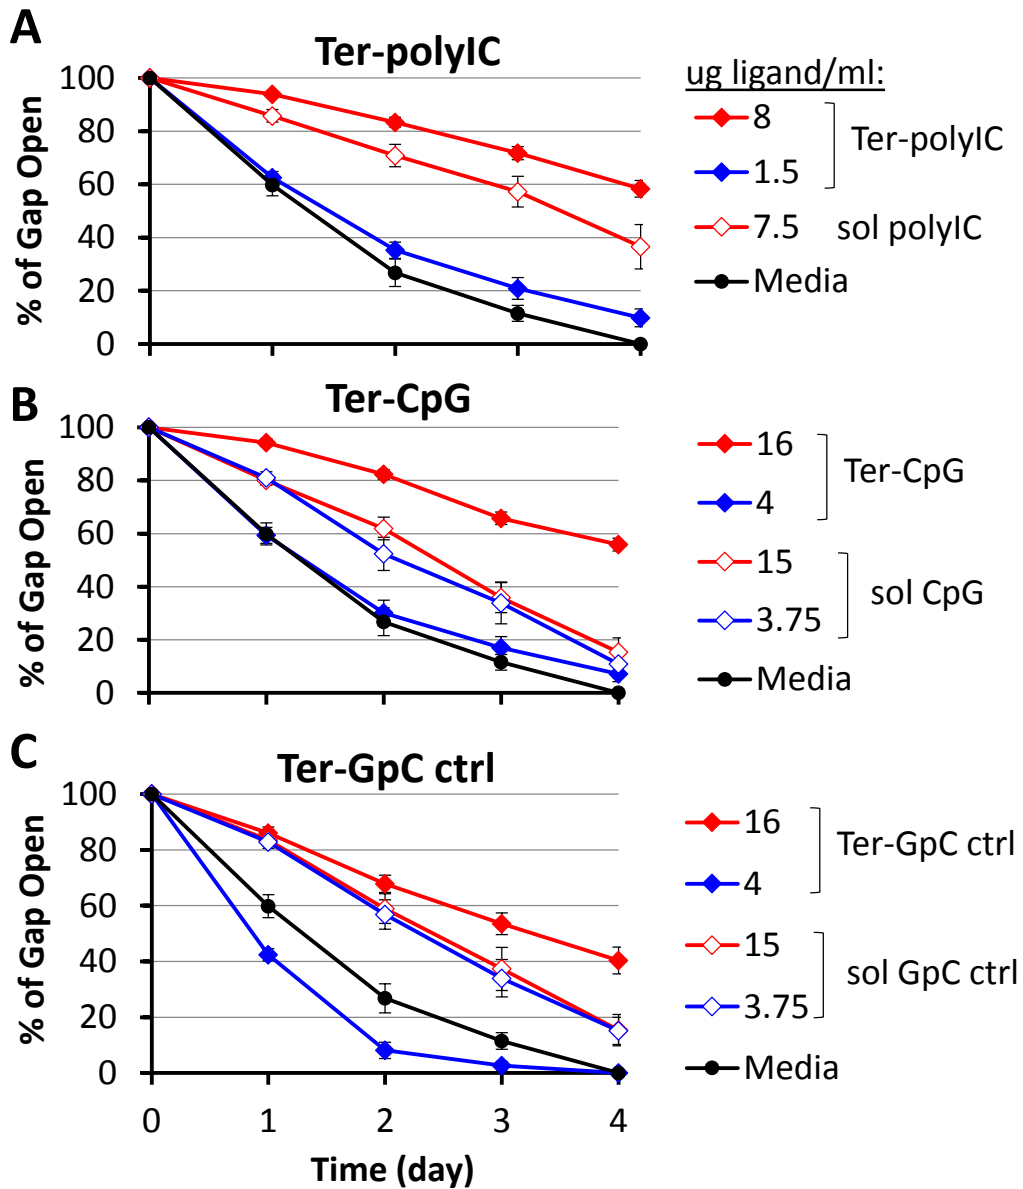 A
Ter-polyIC
100
80
60
40
20
0
% of Gap Open
ug ligand/ml:
8
1.5
Ter-polyIC
7.5 sol polyIC
Media
B
Ter-CpG
100
80
60
40
20
0
% of Gap Open
16
4
Ter-CpG
15
3.75
sol CpG
Media
C
Ter-GpC ctrl
100
80
60
40
20
0
% of Gap Open
0 1 2 3 4
Time (day)
16
4
Ter-GpC ctrl
15
3.75
sol GpC ctrl
Media